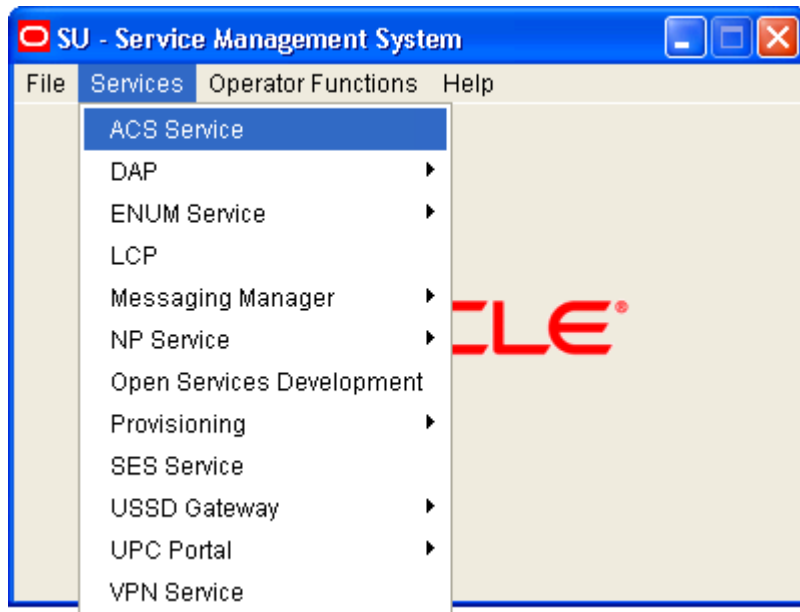 SU - Service Management System
File Services Operator Functions Help
ACS Service
DAP
ENUM Service
LCP
Messaging Manager
NP Service
CLE®
Open Services Development
Provisioning
SES Service
USSD Gateway
UPC Portal
VPN Service